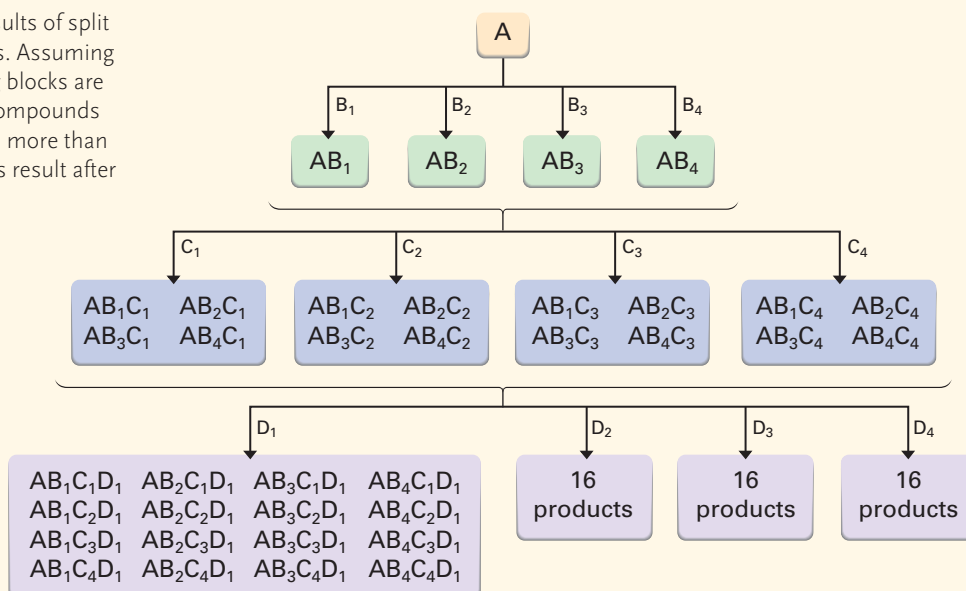 ults of split
s. Assuming
blocks are
ompounds
more than
s result after
A
B₁ B₂ B₃ B₄
AB₁ AB₂ AB₃ AB₄
C₁ C₂ C₃ C₄
AB₁C₁ AB₂C₁ AB₁C₂ AB₂C₂ AB₁C₃ AB₂C₃ AB₁C₄ AB₂C₄
AB₃C₁ AB₄C₁ AB₃C₂ AB₄C₂ AB₃C₃ AB₄C₃ AB₃C₄ AB₄C₄
D₁ D₂ D₃ D₄
AB₁C₁D₁ AB₂C₁D₁ AB₃C₁D₁ AB₄C₁D₁
AB₁C₂D₁ AB₂C₂D₁ AB₃C₂D₁ AB₄C₂D₁
AB₁C₃D₁ AB₂C₃D₁ AB₃C₃D₁ AB₄C₃D₁
AB₁C₄D₁ AB₂C₄D₁ AB₃C₄D₁ AB₄C₄D₁
16
products
16
products
16
products